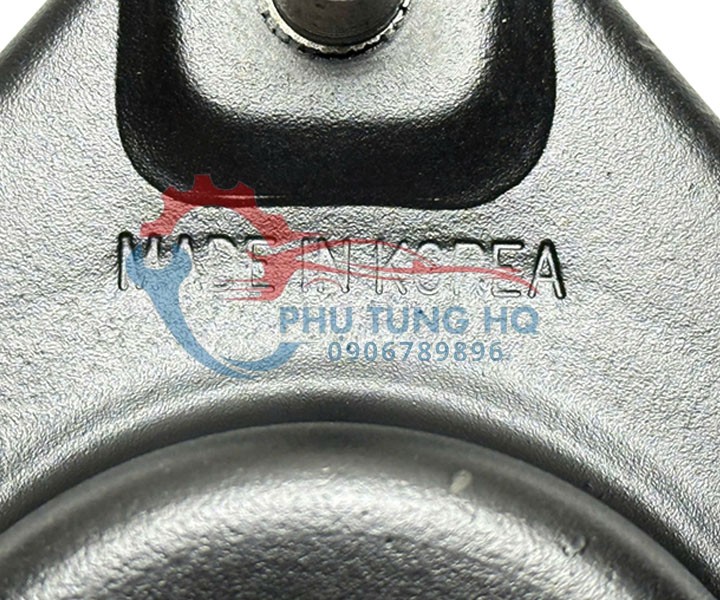 MADE IN KOREA
PHU TUNG HQ
0906789896